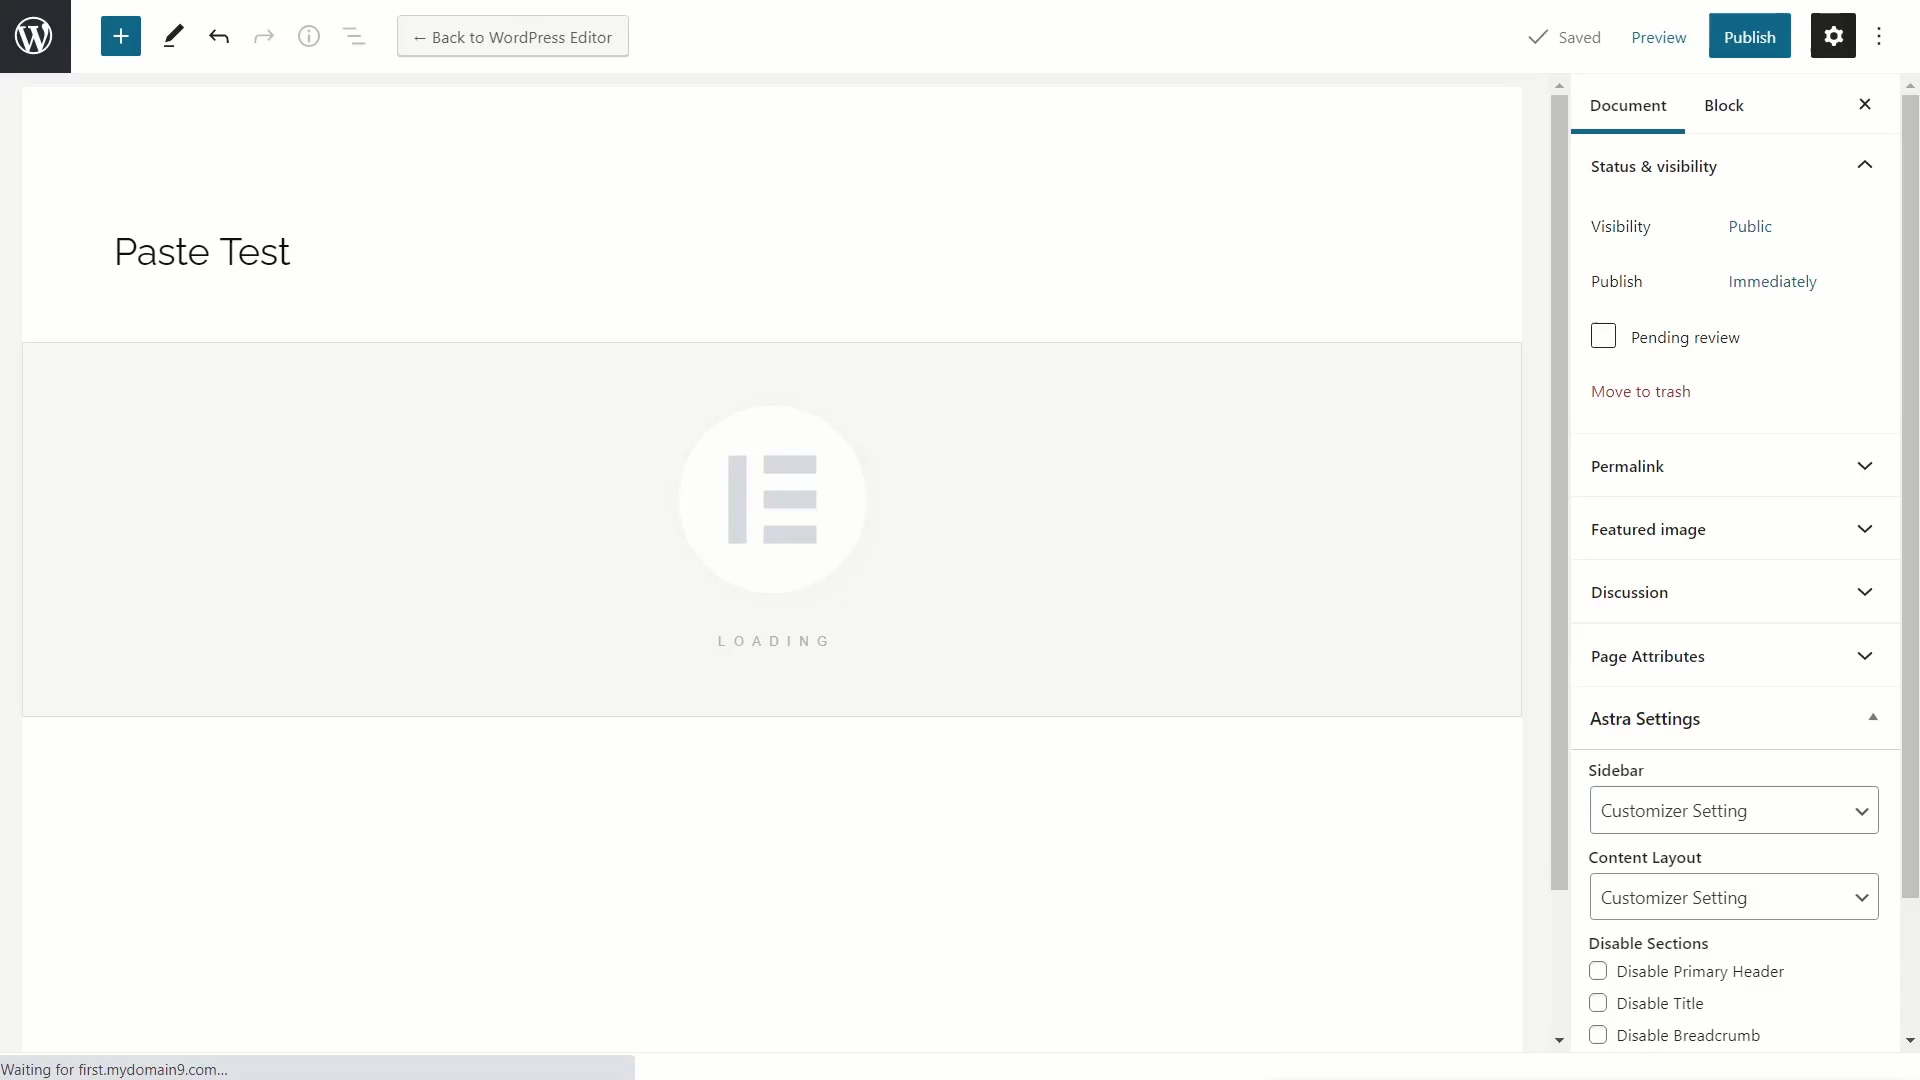 ← Back to WordPress Editor
Saved
Preview
Publish
Document
Block
Status & visibility
Visibility
Public
Publish
Immediately
Pending review
Move to trash
Permalink
Featured image
Discussion
Page Attributes
Astra Settings
Sidebar
Customizer Setting
Content Layout
Customizer Setting
Disable Sections
Disable Primary Header
Disable Title
Disable Breadcrumb
Paste Test
LOADING
Waiting for first.mydomain9.com...